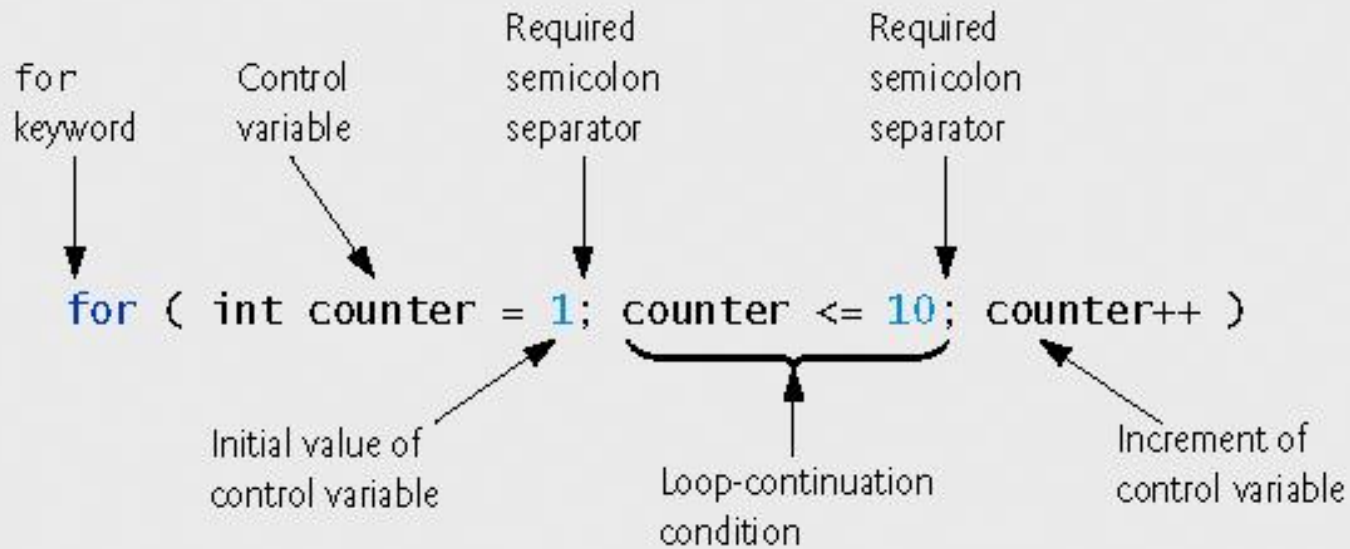 Required
semicolon
separator
Required
semicolon
separator
for
keyword
Control
variable
for ( int counter = 1; counter <= 10; counter++ )
Initial value of
control variable
Loop-continuation
condition
Increment of
control variable